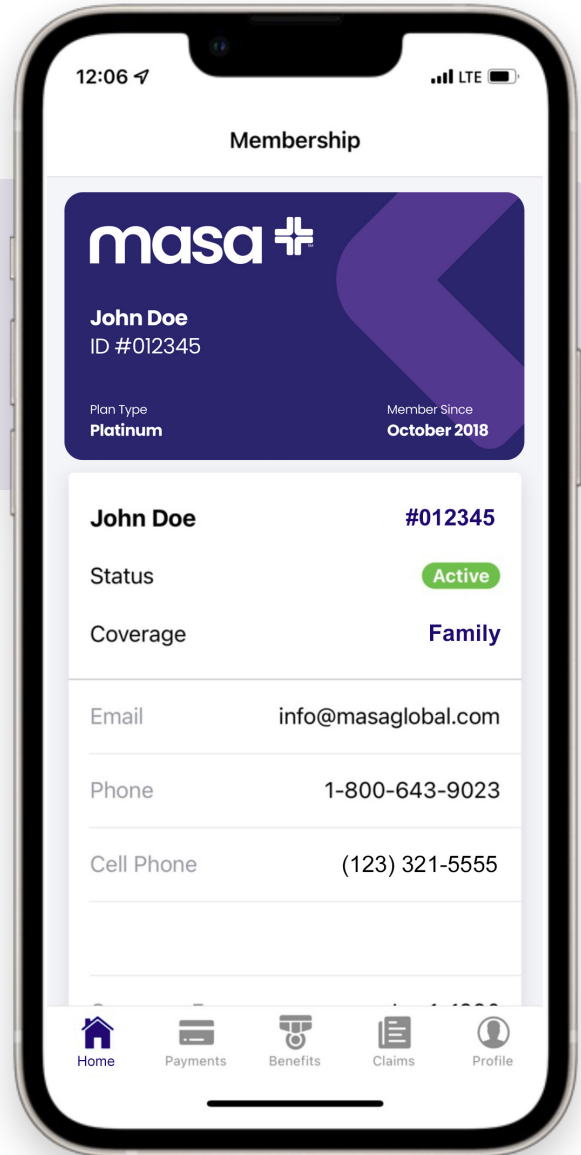 12:06
LTE
Membership
masa
John Doe
ID #012345
Plan Type
Member Since
Platinum
October 2018
John Doe
#012345
Status
Active
Coverage
Family
Email
info@masaglobal.com
Phone
1-800-643-9023
Cell Phone
(123) 321-5555
Home
Payments
Benefits
Claims
Profile